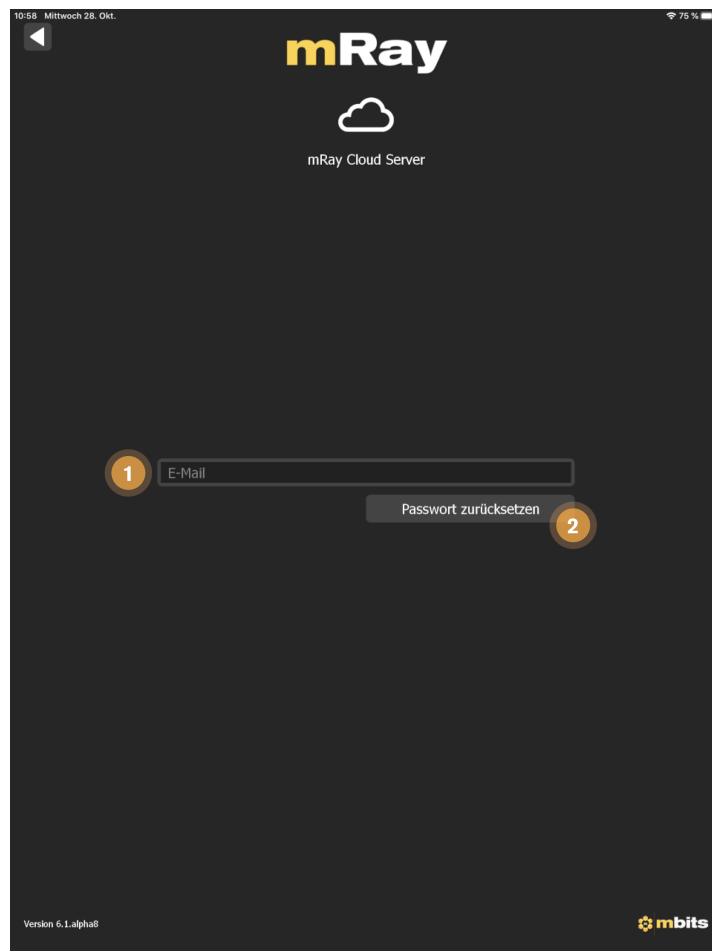 10:58 Mittwoch 28. Okt.
75 %
mRay
mRay Cloud Server
1
E-Mail
Passwort zurücksetzen
2
Version 6.1.alpha8
mbits